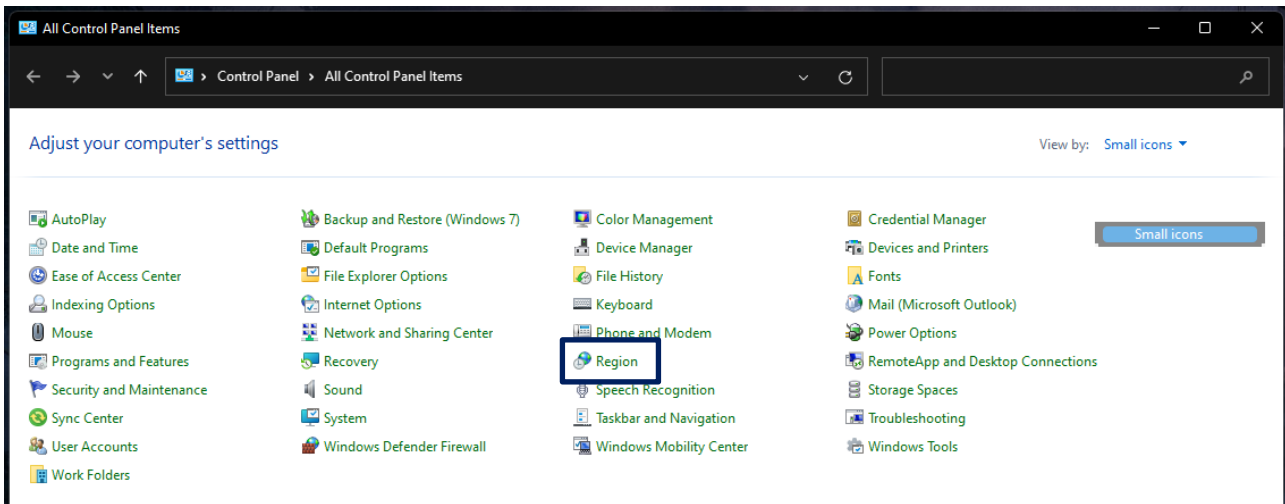 All Control Panel Items
Control Panel > All Control Panel Items
Adjust your computer's settings
View by: Small icons
AutoPlay
Backup and Restore (Windows 7)
Color Management
Credential Manager
Small icons
Date and Time
Default Programs
Device Manager
Devices and Printers
Ease of Access Center
File Explorer Options
File History
Fonts
Indexing Options
Internet Options
Keyboard
Mail (Microsoft Outlook)
Mouse
Network and Sharing Center
Phone and Modem
Power Options
Programs and Features
Recovery
Region
RemoteApp and Desktop Connections
Security and Maintenance
Sound
Speech Recognition
Storage Spaces
Sync Center
System
Taskbar and Navigation
Troubleshooting
User Accounts
Windows Defender Firewall
Windows Mobility Center
Windows Tools
Work Folders